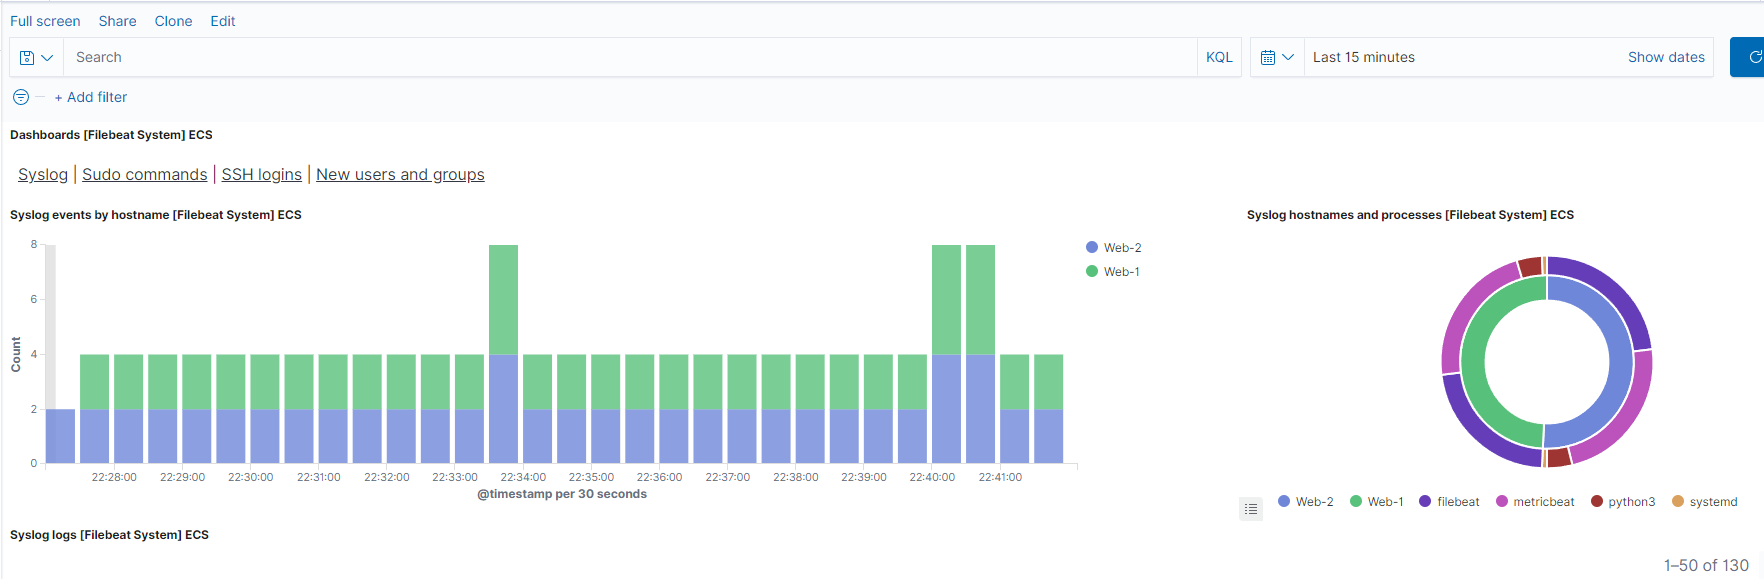 Full screen Share Clone Edit
Search KQL Last 15 minutes Show dates
+ Add filter
Dashboards [Filebeat System] ECS
Syslog | Sudo commands | SSH logins | New users and groups
Syslog events by hostname [Filebeat System] ECS
8
6
4
2
0
Count
22:28:00 22:29:00 22:30:00 22:31:00 22:32:00 22:33:00 22:34:00 22:35:00 22:36:00 22:37:00 22:38:00 22:39:00 22:40:00 22:41:00
@timestamp per 30 seconds
Web-2
Web-1
Syslog hostnames and processes [Filebeat System] ECS
Web-2 Web-1 filebeat metricbeat python3 systemd
Syslog logs [Filebeat System] ECS
1–50 of 130